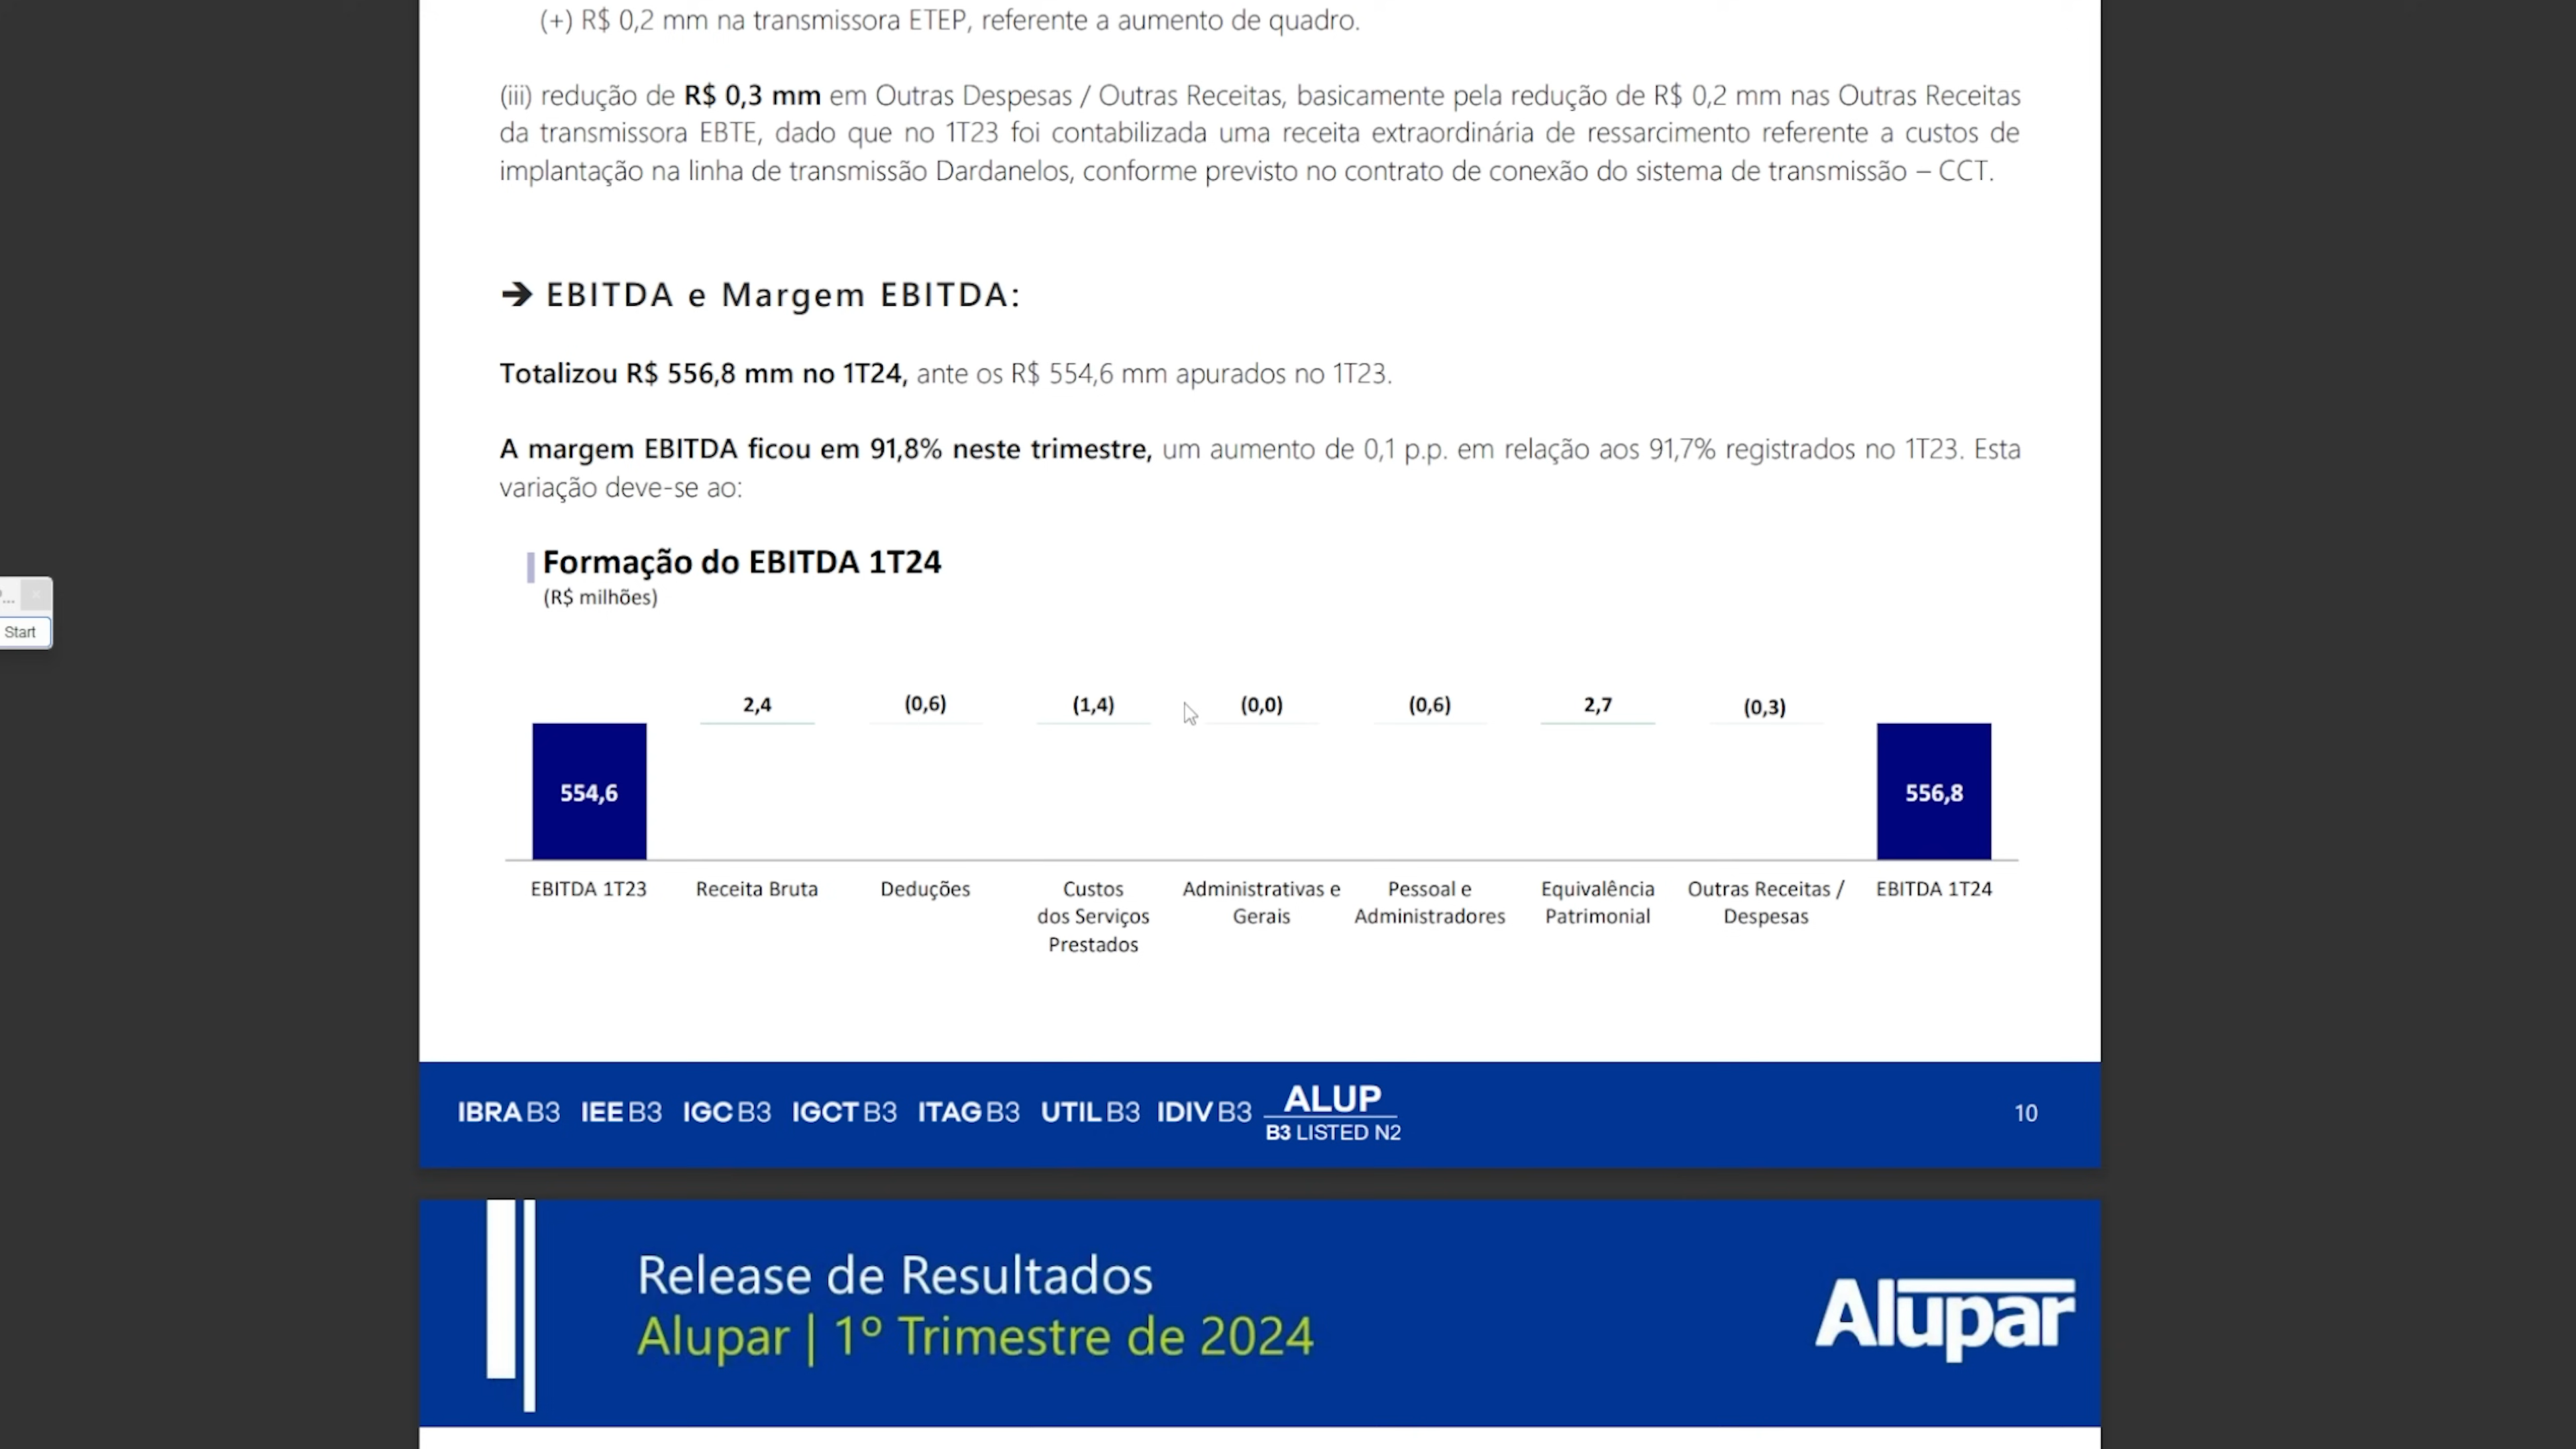 (+) R$ 0,2 mm na transmissora ETEP, referente a aumento de quadro.
(iii) redução de R$ 0,3 mm em Outras Despesas / Outras Receitas, basicamente pela redução de R$ 0,2 mm nas Outras Receitas
da transmissora EBTE, dado que no 1T23 foi contabilizada uma receita extraordinária de ressarcimento referente a custos de
implantação na linha de transmissão Dardanelos, conforme previsto no contrato de conexão do sistema de transmissão – CCT.
➔ EBITDA e Margem EBITDA:
Totalizou R$ 556,8 mm no 1T24, ante os R$ 554,6 mm apurados no 1T23.
A margem EBITDA ficou em 91,8% neste trimestre, um aumento de 0,1 p.p. em relação aos 91,7% registrados no 1T23. Esta
variação deve-se ao:
Formação do EBITDA 1T24
(R$ milhões)
Start
2,4 (0,6) (1,4) (0,0) (0,6) 2,7 (0,3)
554,6 556,8
EBITDA 1T23 Receita Bruta Deduções Custos Administrativas e Pessoal e Equivalência Outras Receitas / EBITDA 1T24
dos Serviços Gerais Administradores Patrimonial Despesas
Prestados
IBRA B3 IEE B3 IGC B3 IGCT B3 ITAG B3 UTIL B3 IDIV B3 ALUP
B3 LISTED N2
10
Release de Resultados
Alupar | 1º Trimestre de 2024
Alupar